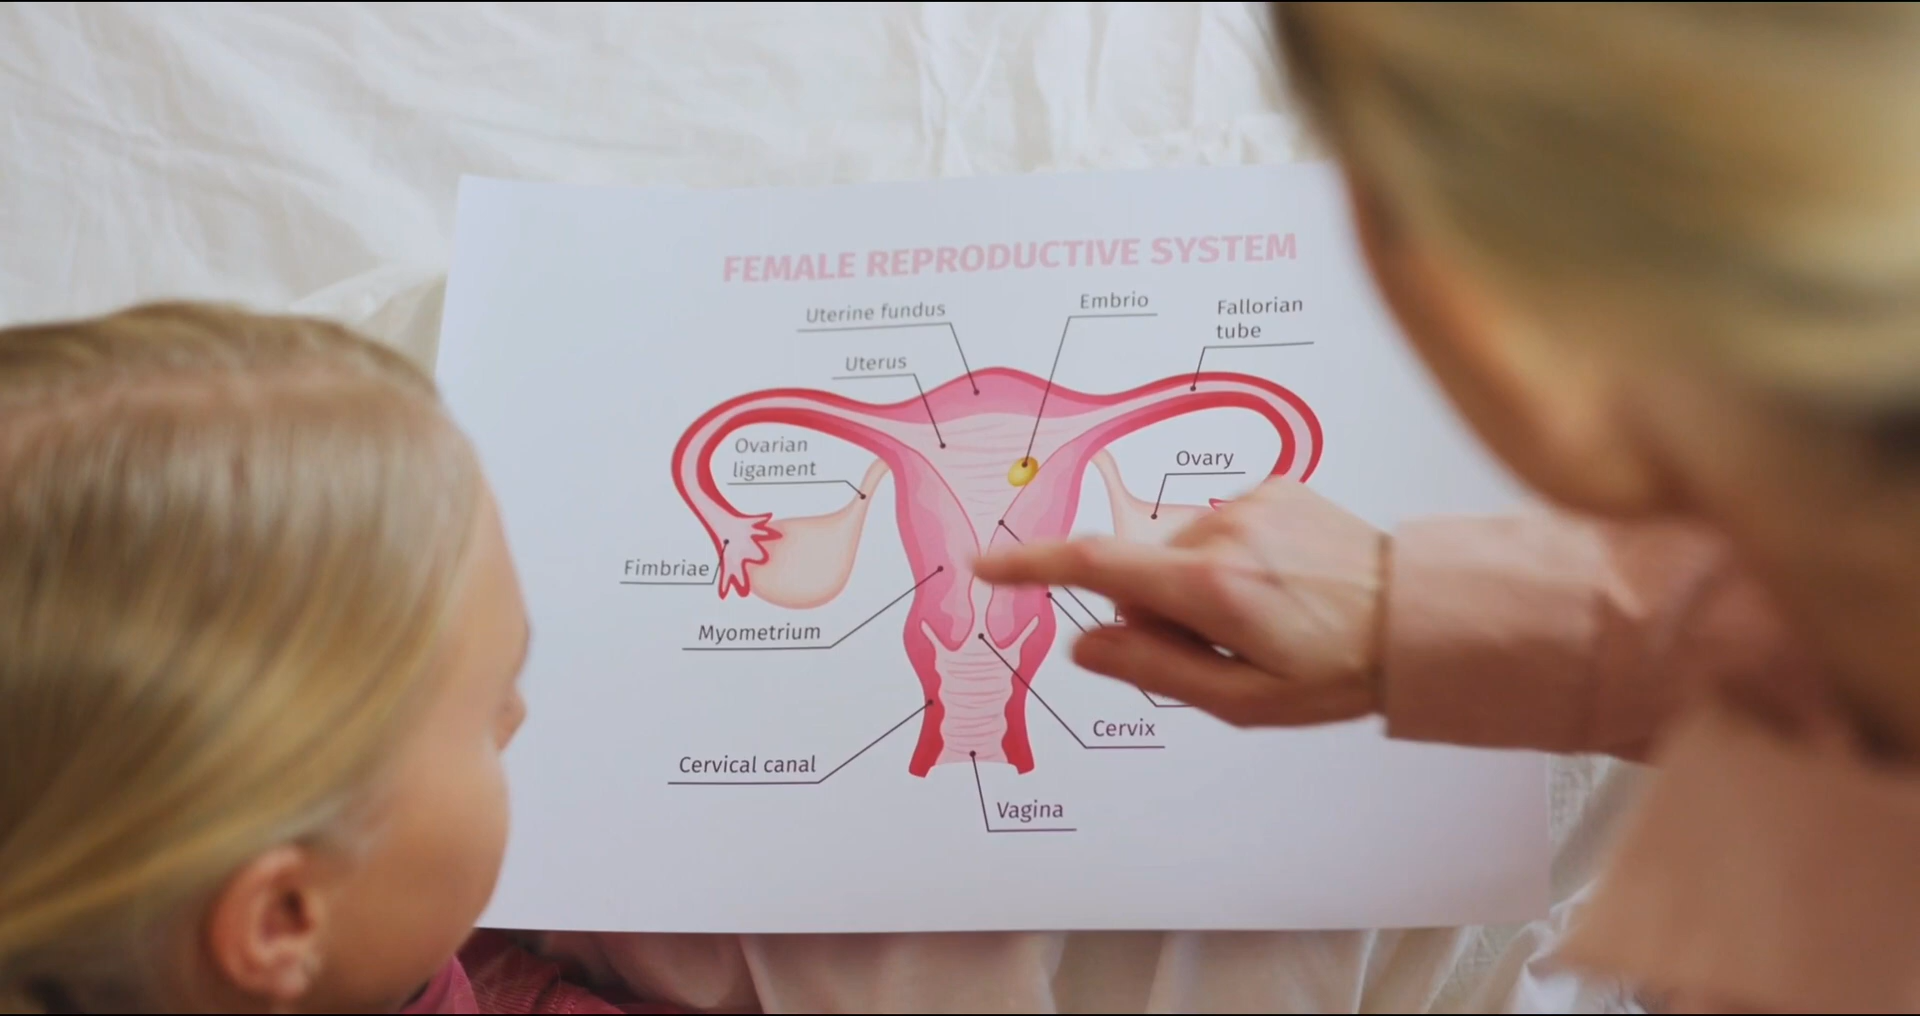 FEMALE REPRODUCTIVE SYSTEM
Uterine fundus
Embrio
Fallorian
tube
Uterus
Ovarian
ligament
Ovary
Fimbriae
Myometrium
Cervix
Cervical canal
Vagina